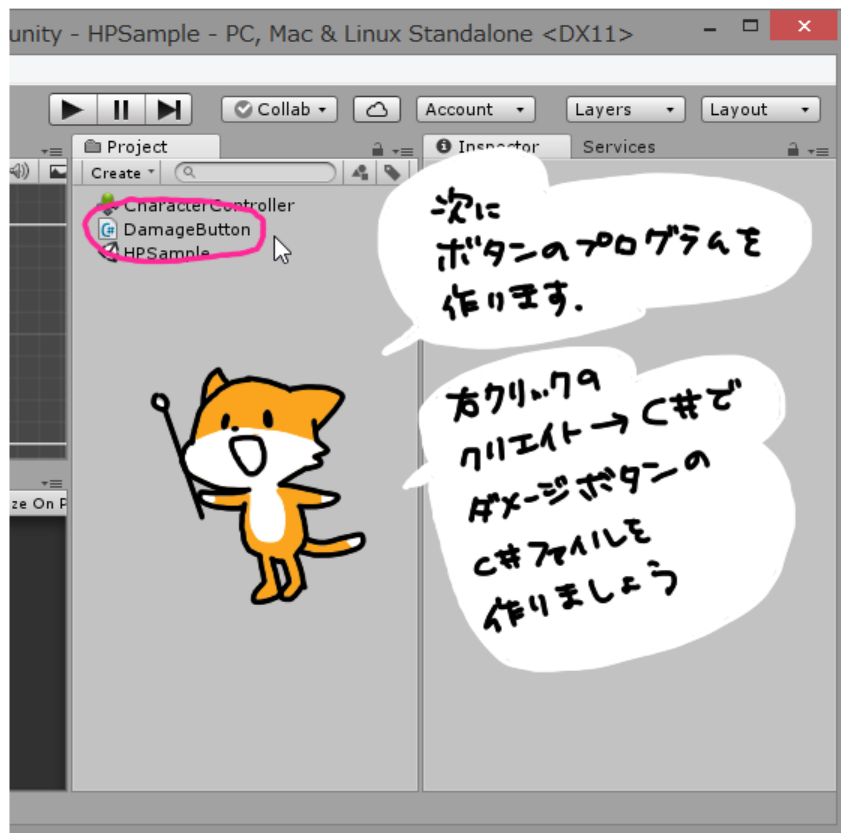 unity - HPSample - PC, Mac & Linux Standalone <DX11>
Collab
Account
Layers
Layout
Project
Inspector
Services
Create
CharacterController
DamageButton
HPSample
次に
ボタンのプログラムを
作ります.
右クリックの
クリエイト→C#で
ダメージボタンの
C#ファイルを
作りましょう
ze On P